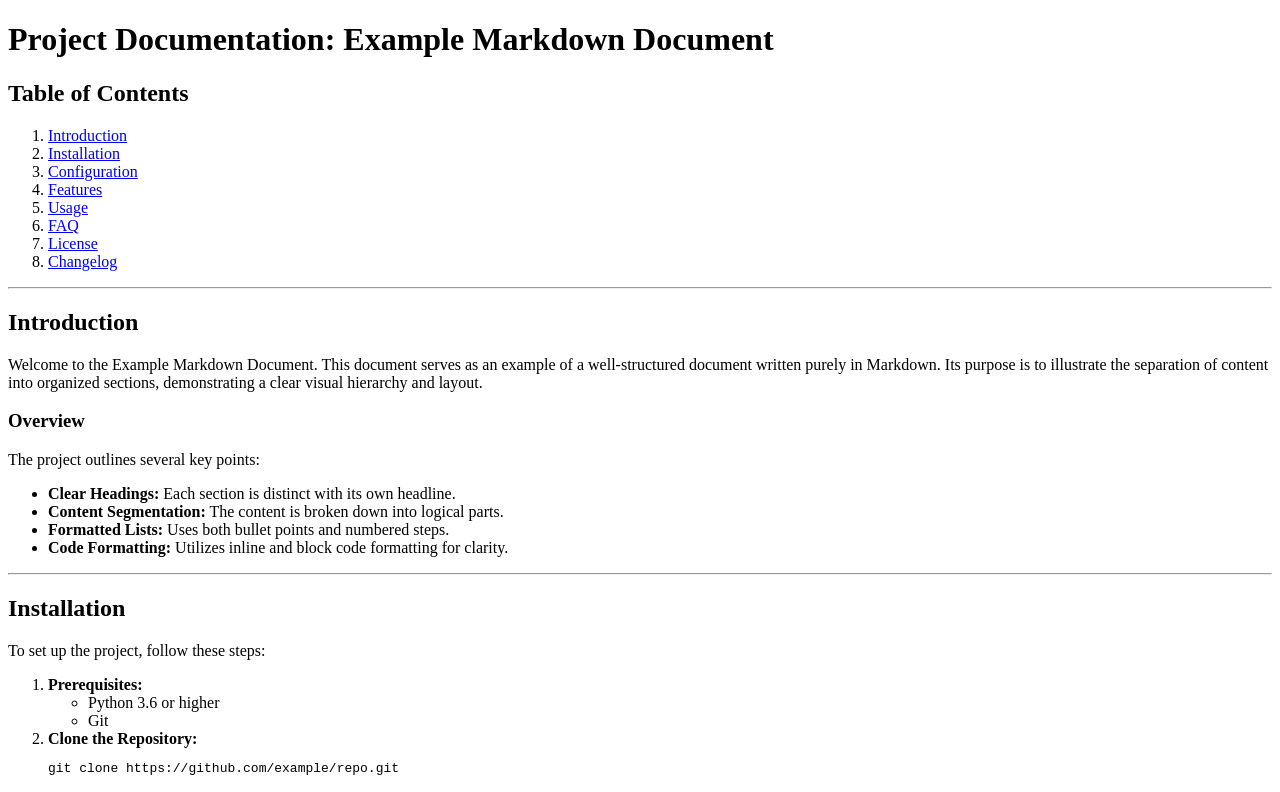 Project Documentation: Example Markdown Document
Table of Contents
1. Introduction
2. Installation
3. Configuration
4. Features
5. Usage
6. FAQ
7. License
8. Changelog
Introduction
Welcome to the Example Markdown Document. This document serves as an example of a well-structured document written purely in Markdown. Its purpose is to illustrate the separation of content
into organized sections, demonstrating a clear visual hierarchy and layout.
Overview
The project outlines several key points:
• Clear Headings: Each section is distinct with its own headline.
• Content Segmentation: The content is broken down into logical parts.
• Formatted Lists: Uses both bullet points and numbered steps.
• Code Formatting: Utilizes inline and block code formatting for clarity.
Installation
To set up the project, follow these steps:
1. Prerequisites:
◦ Python 3.6 or higher
◦ Git
2. Clone the Repository:
git clone https://github.com/example/repo.git